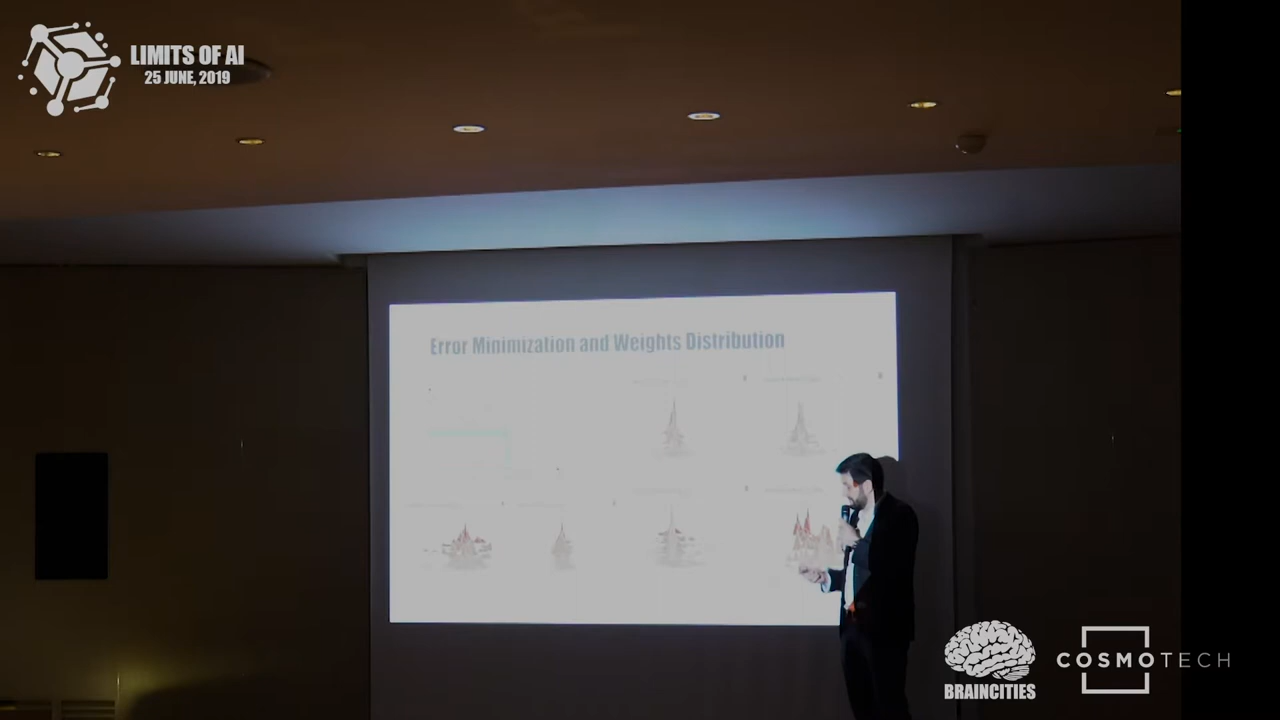 LIMITS OF AI
25 JUNE, 2019
Error Minimization and Weights Distribution
BRAINCITIES
COSMOTECH